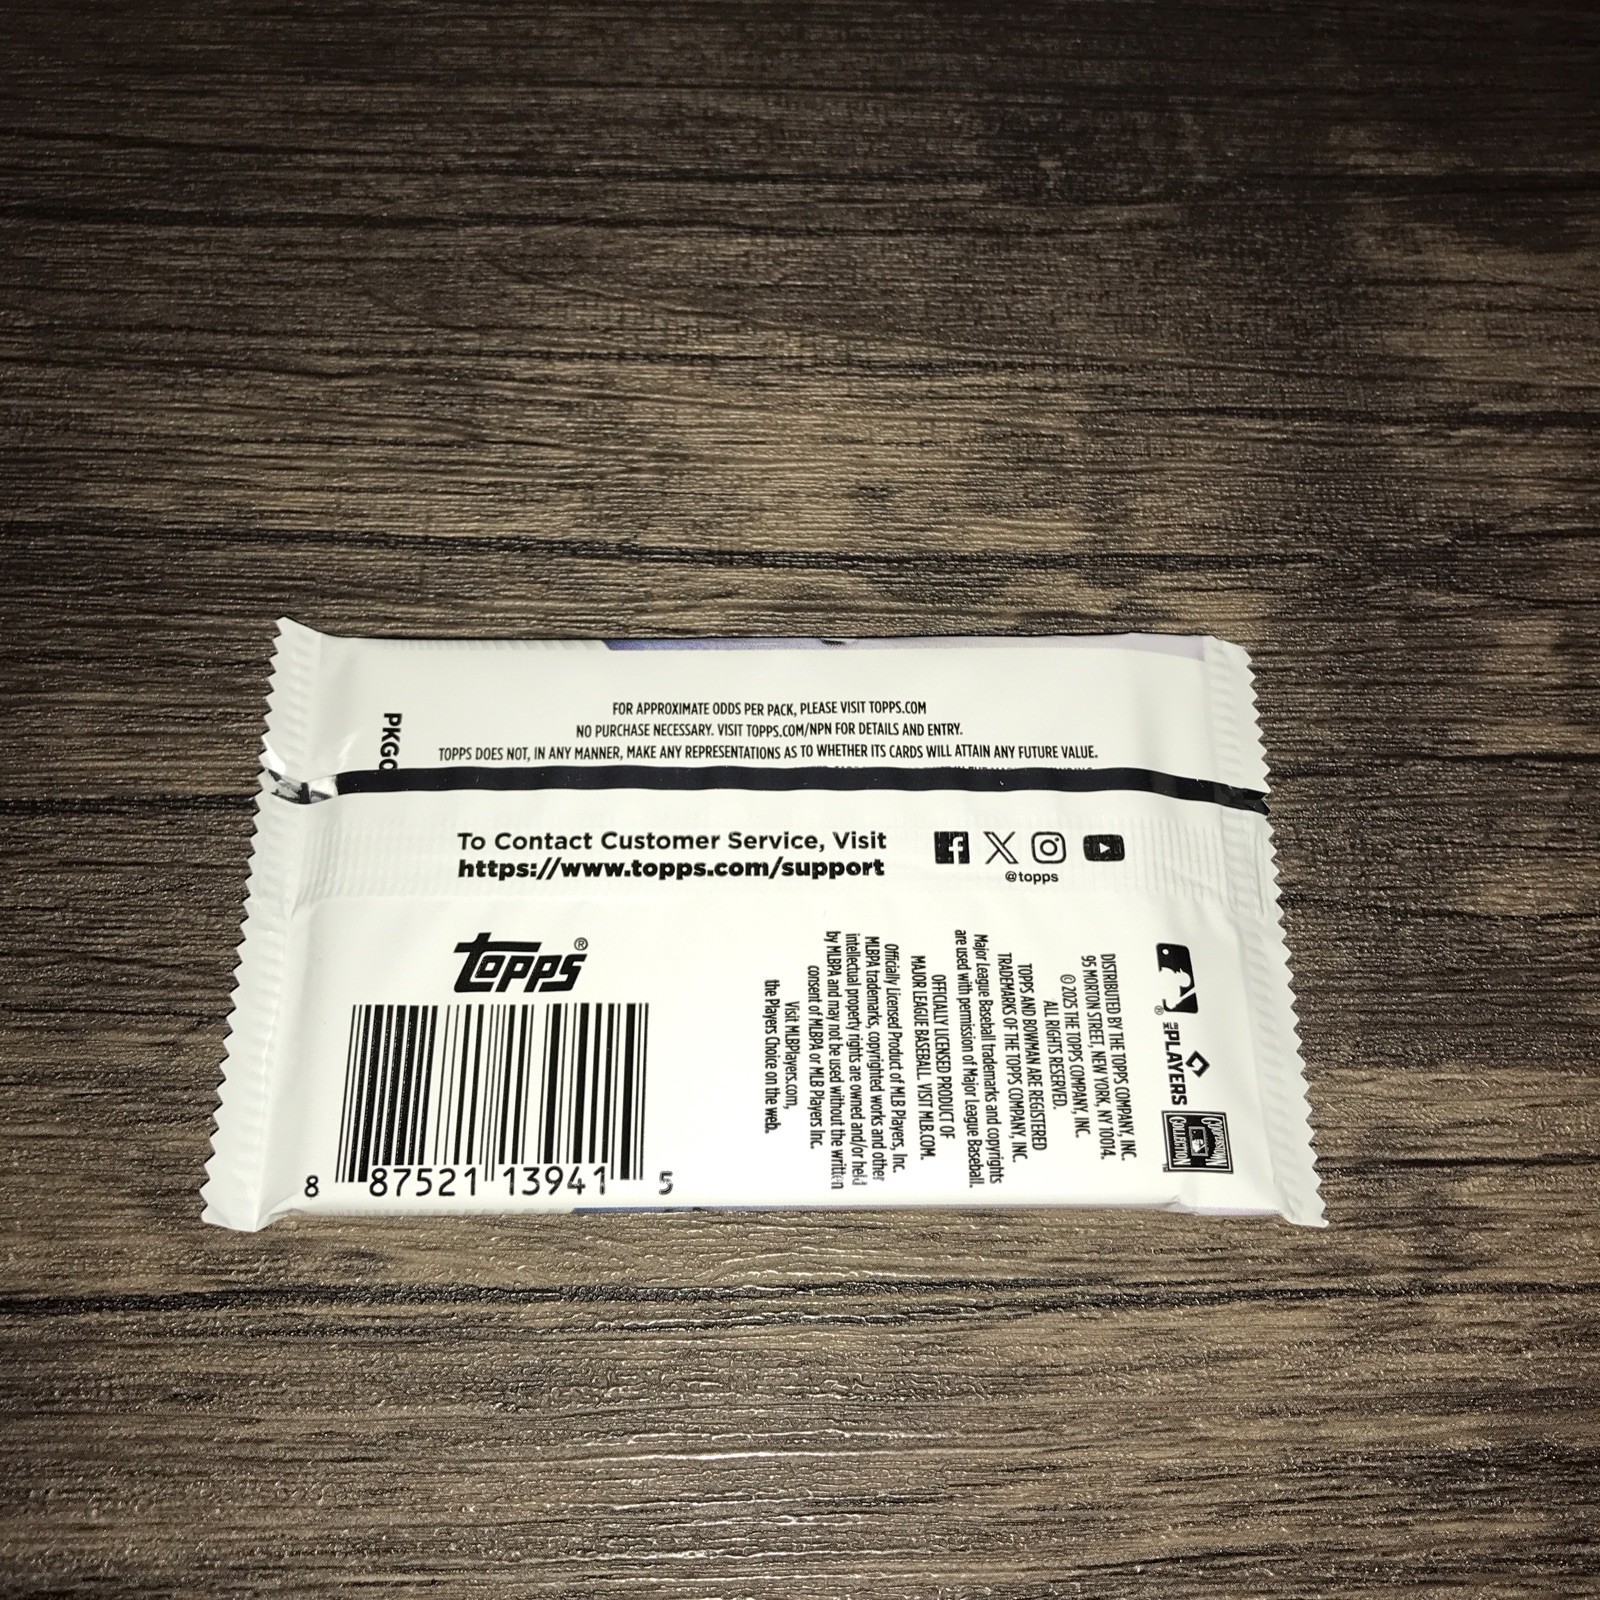 PKG
FOR APPROXIMATE ODDS PER PACK, PLEASE VISIT TOPPS.COM
NO PURCHASE NECESSARY. VISIT TOPPS.COM/NPN FOR DETAILS AND ENTRY.
TOPPS DOES NOT, IN ANY MANNER, MAKE ANY REPRESENTATIONS AS TO WHETHER ITS CARDS WILL ATTAIN ANY FUTURE VALUE.
To Contact Customer Service, Visit
https://www.topps.com/support
@topps
topps®
8 87521 13941 5
®
MLB PLAYERS
COOPERSTOWN
COLLECTION
DISTRIBUTED BY THE TOPPS COMPANY, INC.
95 MORTON STREET, NEW YORK, NY 10014.
© 2025 THE TOPPS COMPANY, INC.
ALL RIGHTS RESERVED.
TOPPS AND BOWMAN ARE REGISTERED
TRADEMARKS OF THE TOPPS COMPANY, INC.
Major League Baseball trademarks and copyrights
are used with permission of Major League Baseball.
OFFICIALLY LICENSED PRODUCT OF
MAJOR LEAGUE BASEBALL. VISIT MLB.COM.
Officially Licensed Product of MLB Players, Inc.
MLBPA trademarks, copyrighted works and other
intellectual property rights are owned and/or held
by MLBPA and may not be used without the written
consent of MLBPA or MLB Players Inc.
Visit MLBPlayers.com,
the Players Choice on the web.